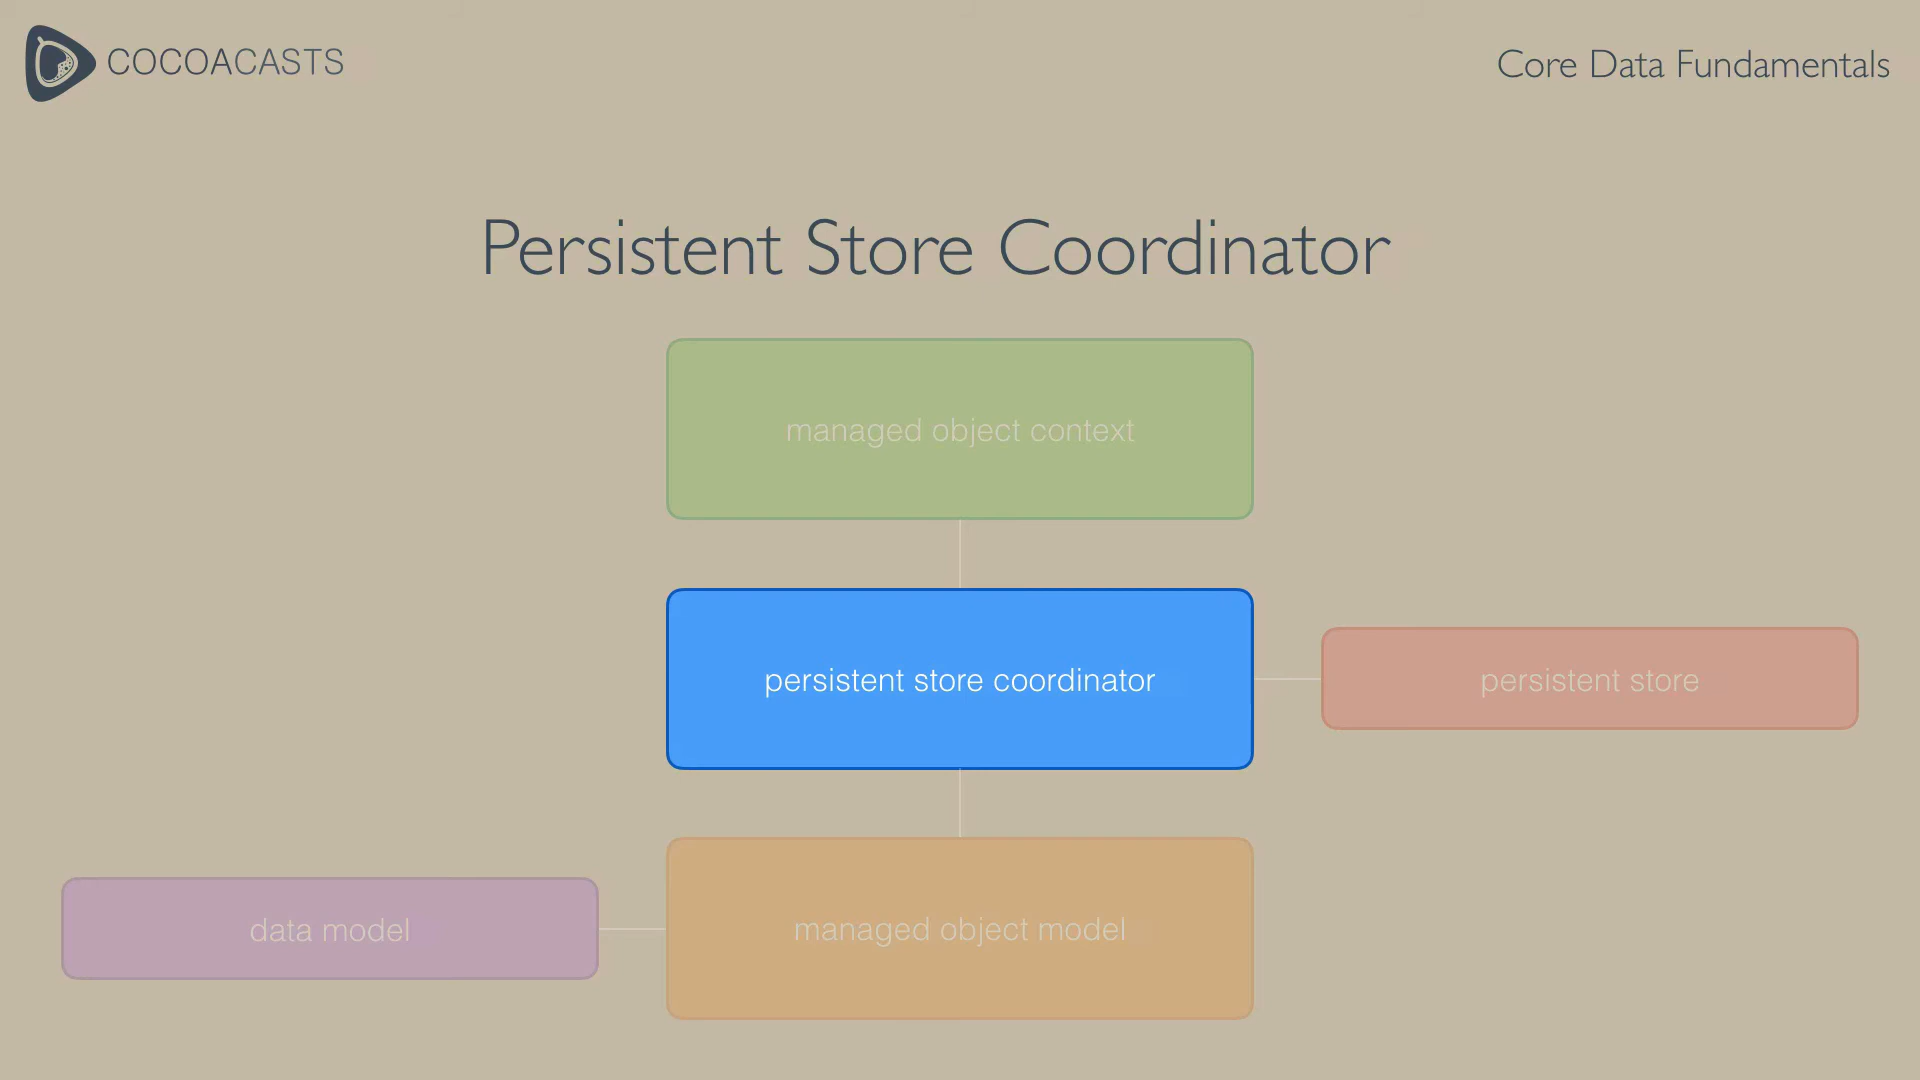 COCOACASTS
Core Data Fundamentals
Persistent Store Coordinator
managed object context
persistent store coordinator
persistent store
data model
managed object model